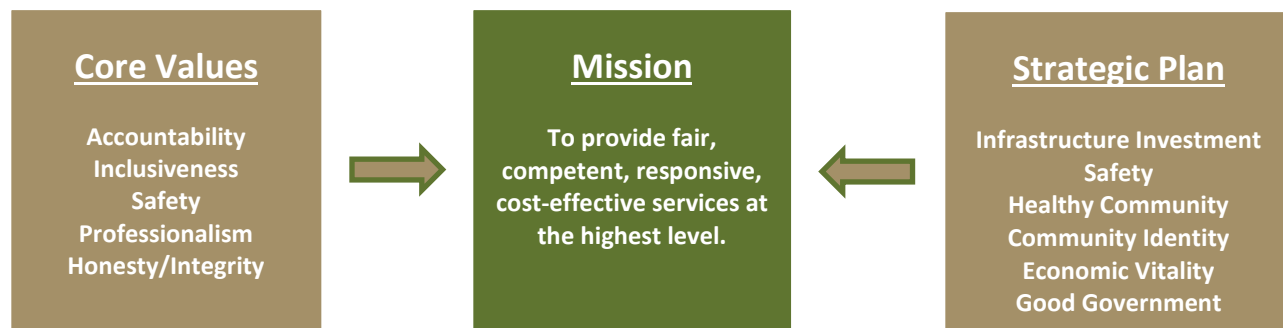 Core Values
Accountability
Inclusiveness
Safety
Professionalism
Honesty/Integrity
Mission
To provide fair,
competent, responsive,
cost-effective services at
the highest level.
Strategic Plan
Infrastructure Investment
Safety
Healthy Community
Community Identity
Economic Vitality
Good Government